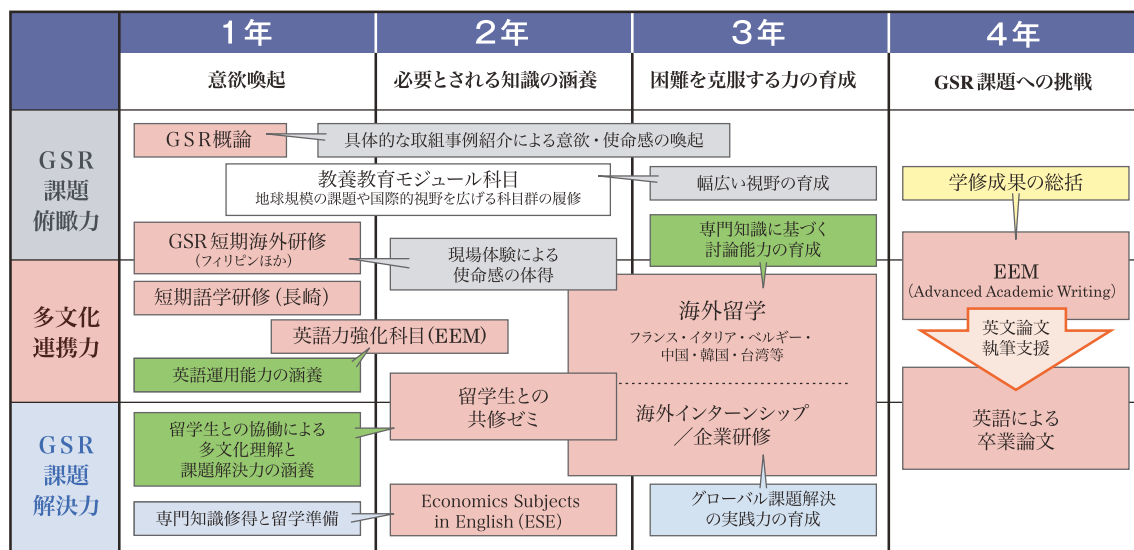 1年
2年
3年
4年
意欲喚起
必要とされる知識の涵養
困難を克服する力の育成
GSR課題への挑戦
GSR
課題
俯瞰力
GSR概論
具体的な取組事例紹介による意欲・使命感の喚起
教養教育モジュール科目
地球規模の課題や国際的視野を広げる科目群の履修
幅広い視野の育成
学修成果の総括
GSR短期海外研修
(フィリピンほか)
現場体験による
使命感の体得
専門知識に基づく
討論能力の育成
EEM
(Advanced Academic Writing)
多文化
連携力
短期語学研修(長崎)
英語力強化科目(EEM)
英語運用能力の涵養
海外留学
フランス・イタリア・ベルギー・
中国・韓国・台湾等
英文論文
執筆支援
留学生との
共修ゼミ
海外インターンシップ
／企業研修
英語による
卒業論文
GSR
課題
解決力
留学生との協働による
多文化理解と
課題解決力の涵養
専門知識修得と留学準備
Economics Subjects
in English (ESE)
グローバル課題解決
の実践力の育成